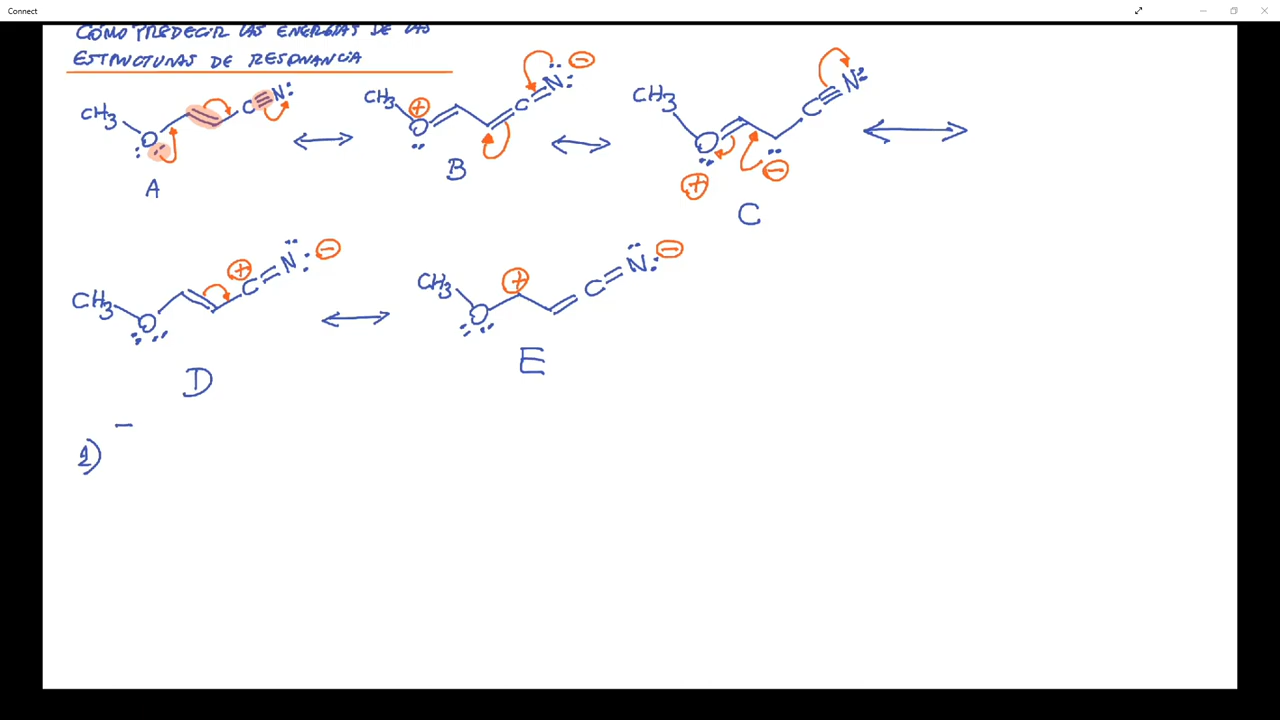 Connect
CÓMO PREDECIR LAS ENERGÍAS DE LAS
ESTRUCTURAS DE RESONANCIA
CH3 O C N
A
CH3 O + C N −
B
CH3 O + − C N
C
CH3 O + C N −
D
CH3 O + C N −
E
1) –